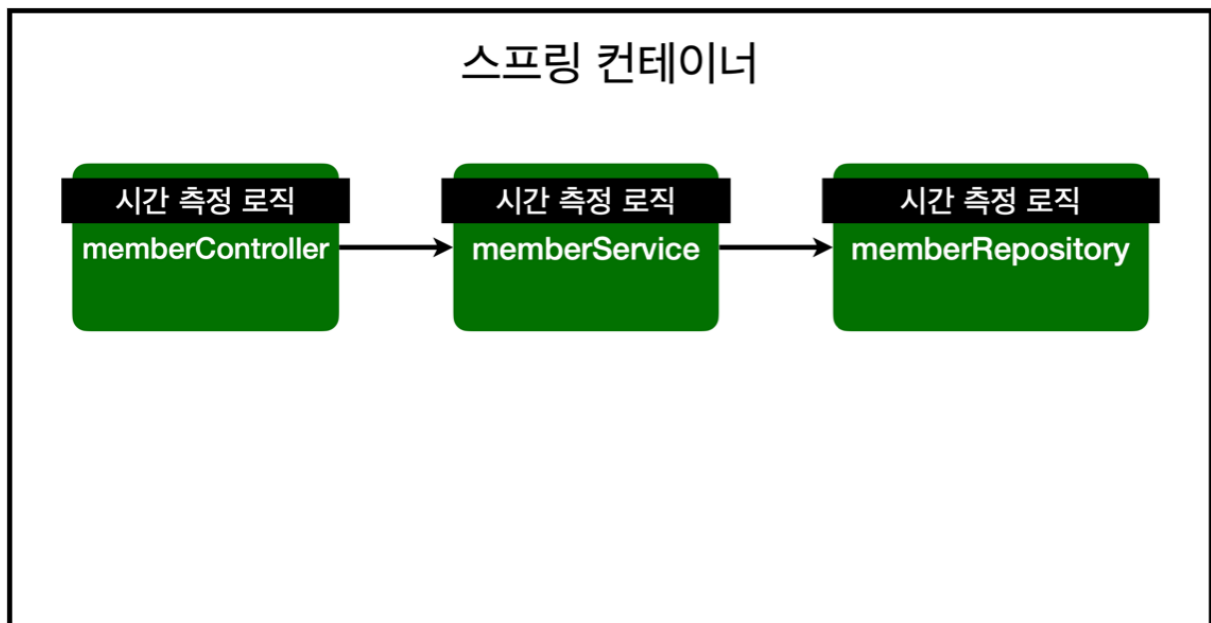 스프링 컨테이너
시간 측정 로직
memberController
시간 측정 로직
memberService
시간 측정 로직
memberRepository